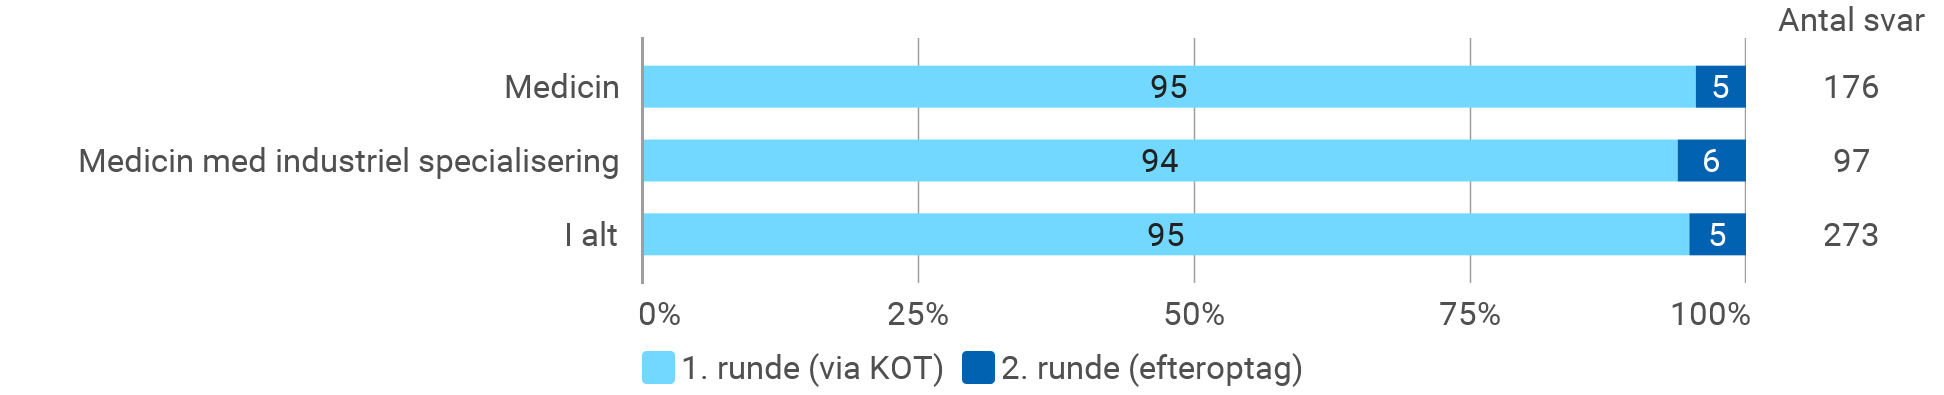 Antal svar
Medicin 95 5 176
Medicin med industriel specialisering 94 6 97
I alt 95 5 273
0% 25% 50% 75% 100%
1. runde (via KOT) 2. runde (efteroptag)